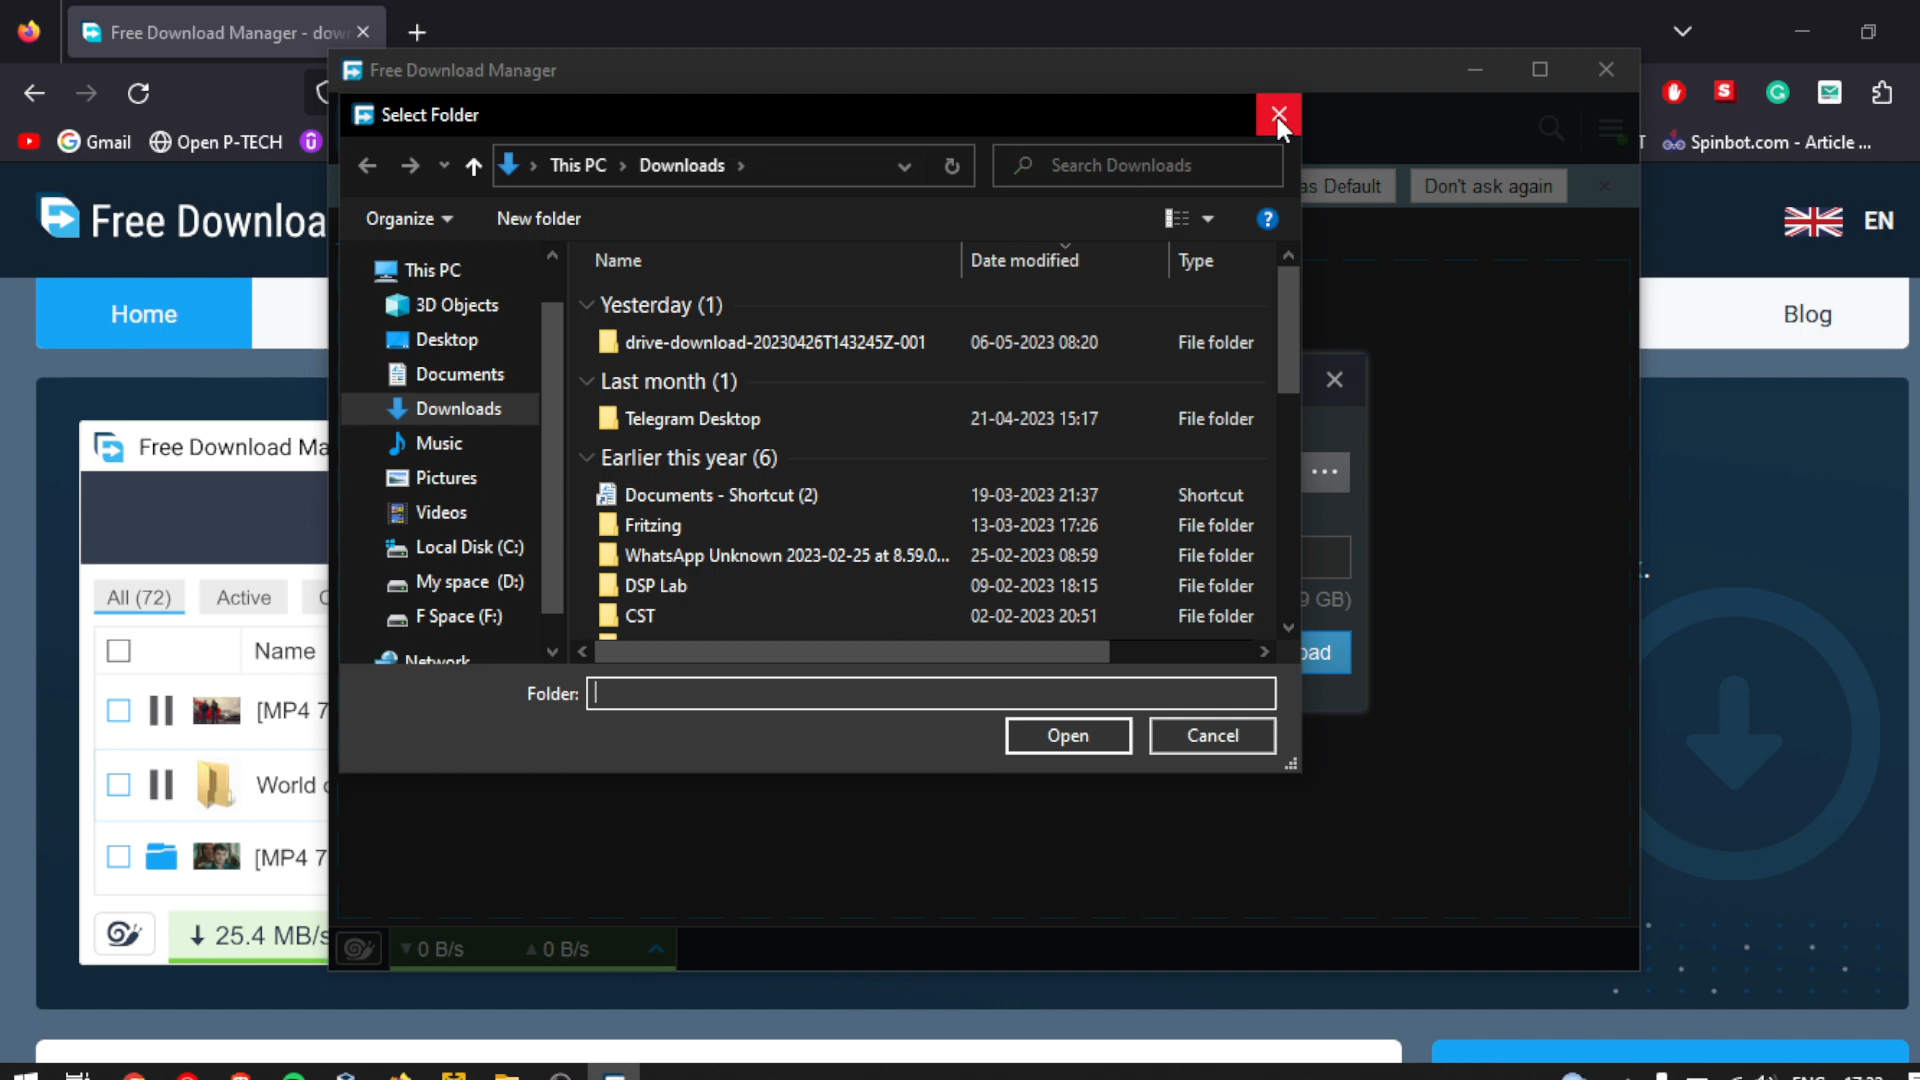 Free Download Manager - dow
Free Download Manager
Gmail
Open P-TECH
Spinbot.com - Article ...
Select Folder
This PC
Downloads
Search Downloads
as Default
Don't ask again
Organize
New folder
Free Downloa
EN
Home
Blog
Name
Date modified
Type
This PC
3D Objects
Desktop
Documents
Downloads
Music
Pictures
Videos
Local Disk (C:)
My space (D:)
F Space (F:)
Network
Yesterday (1)
drive-download-20230426T143245Z-001 06-05-2023 08:20 File folder
Last month (1)
Telegram Desktop 21-04-2023 15:17 File folder
Earlier this year (6)
Documents - Shortcut (2) 19-03-2023 21:37 Shortcut
Fritzing 13-03-2023 17:26 File folder
WhatsApp Unknown 2023-02-25 at 8.59.0... 25-02-2023 08:59 File folder
DSP Lab 09-02-2023 18:15 File folder
CST 02-02-2023 20:51 File folder
Folder:
Open
Cancel
9 GB)
oad
Free Download Ma
All (72)
Active
Name
[MP4 7
World
[MP4 7
25.4 MB/s
0 B/s
0 B/s